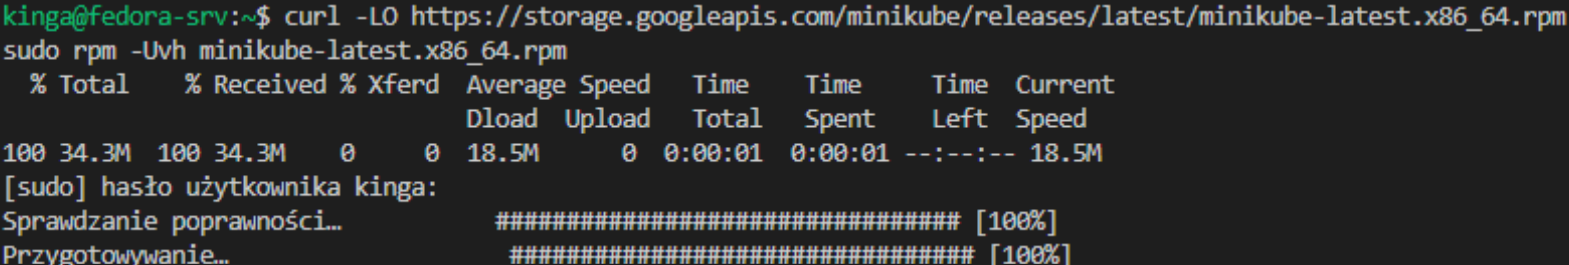 kinga@fedora-srv:~$ curl -LO https://storage.googleapis.com/minikube/releases/latest/minikube-latest.x86_64.rpm
sudo rpm -Uvh minikube-latest.x86_64.rpm
  % Total    % Received % Xferd  Average Speed   Time    Time     Time  Current
                                 Dload  Upload   Total   Spent    Left  Speed
100 34.3M  100 34.3M    0     0  18.5M      0  0:00:01  0:00:01 --:--:-- 18.5M
[sudo] hasło użytkownika kinga:
Sprawdzanie poprawności…           ################################# [100%]
Przygotowywanie…                    ################################# [100%]